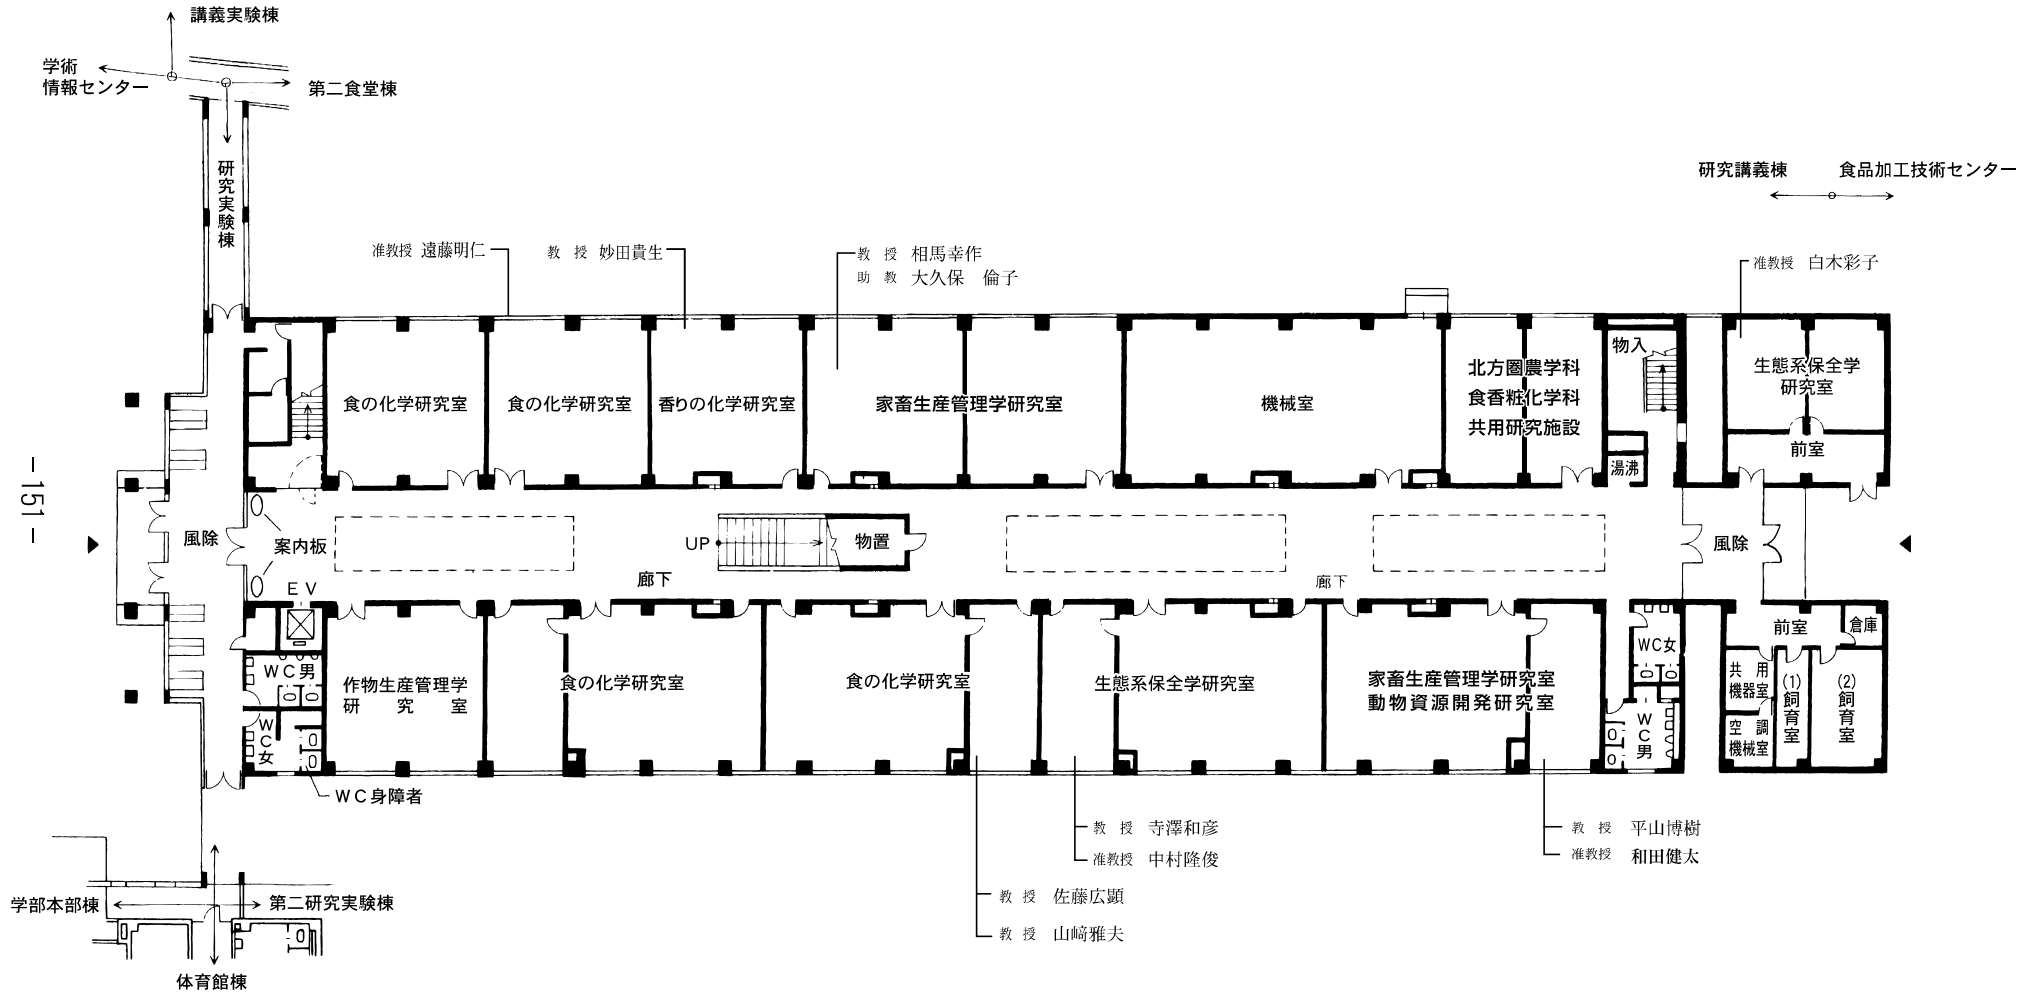 講義実験棟
学術
情報センター
第二食堂棟
研究実験棟
研究講義棟
食品加工技術センター
准教授 遠藤明仁
教 授 妙田貴生
教 授 相馬幸作
助 教 大久保 倫子
准教授 白木彩子
食の化学研究室
食の化学研究室
香りの化学研究室
家畜生産管理学研究室
機械室
北方圏農学科
食香粧化学科
共用研究施設
物入
湯沸
生態系保全学
研究室
前室
-151-
風除
案内板
EV
UP
物置
廊下
廊下
風除
WC男
WC女
WC身障者
作物生産管理学
研究室
食の化学研究室
食の化学研究室
生態系保全学研究室
家畜生産管理学研究室
動物資源開発研究室
WC女
WC男
前室
倉庫
共用
機器室
空調
機械室
(1)飼育室
(2)飼育室
教 授 寺澤和彦
准教授 中村隆俊
教 授 佐藤広顕
教 授 山﨑雅夫
教 授 平山博樹
准教授 和田健太
学部本部棟
第二研究実験棟
体育館棟